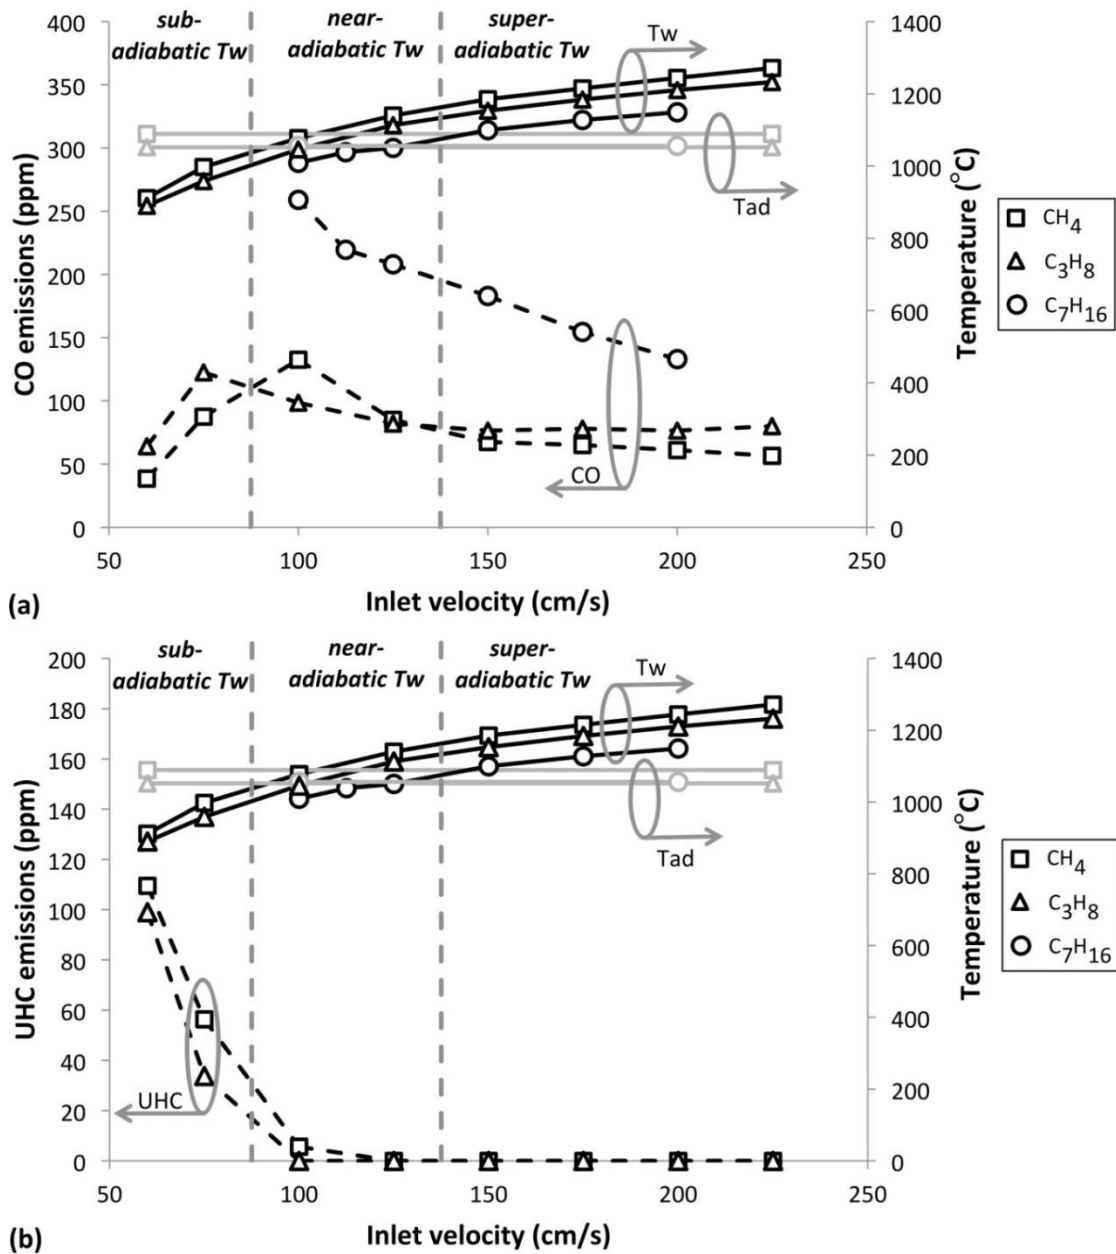 sub-
adiabatic Tw
near-
adiabatic Tw
super-
adiabatic Tw
400
350
300
250
200
150
100
50
0
CO emissions (ppm)
1400
1200
1000
800
600
400
200
0
Temperature (°C)
Tw
Tad
CO
CH4
C3H8
C7H16
50
100
150
200
250
Inlet velocity (cm/s)
(a)
sub-
adiabatic Tw
near-
adiabatic Tw
super-
adiabatic Tw
200
180
160
140
120
100
80
60
40
20
0
UHC emissions (ppm)
1400
1200
1000
800
600
400
200
0
Temperature (°C)
Tw
Tad
UHC
CH4
C3H8
C7H16
50
100
150
200
250
Inlet velocity (cm/s)
(b)